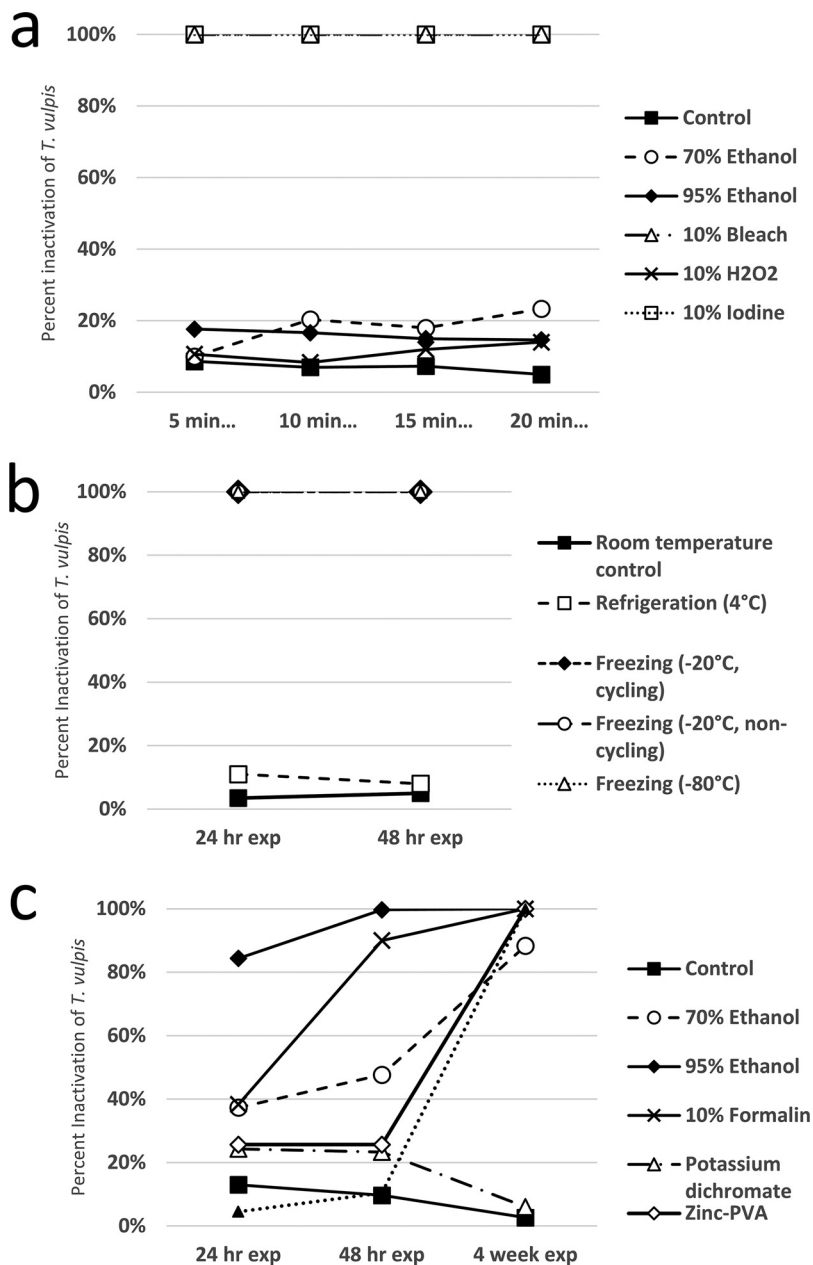 a
100%
80%
60%
40%
20%
0%
Percent inactivation of T. vulpis
5 min...
10 min...
15 min...
20 min...
Control
70% Ethanol
95% Ethanol
10% Bleach
10% H2O2
10% Iodine
b
100%
80%
60%
40%
20%
0%
Percent Inactivation of T. vulpis
24 hr exp
48 hr exp
Room temperature
control
Refrigeration (4°C)
Freezing (-20°C,
cycling)
Freezing (-20°C, non-
cycling)
Freezing (-80°C)
c
100%
80%
60%
40%
20%
0%
Percent Inactivation of T. vulpis
24 hr exp
48 hr exp
4 week exp
Control
70% Ethanol
95% Ethanol
10% Formalin
Potassium
dichromate
Zinc-PVA